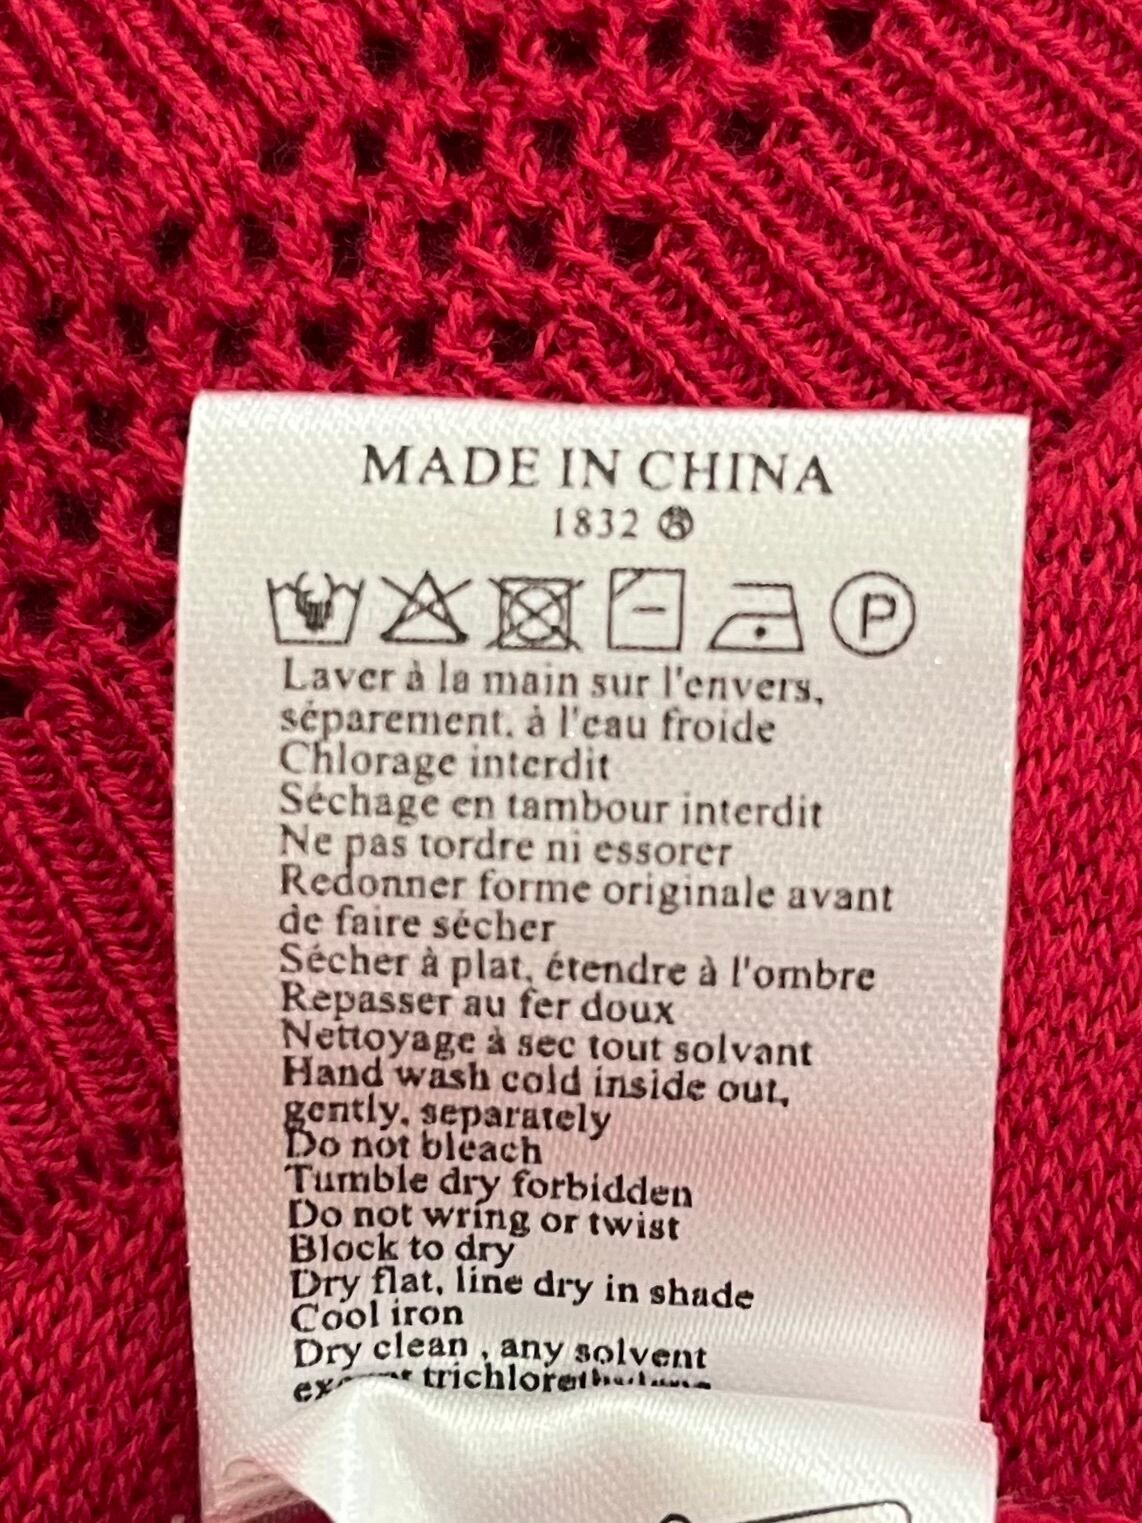 MADE IN CHINA
1832
P
Laver à la main sur l'envers,
séparement. à l'eau froide
Chlorage interdit
Séchage en tambour interdit
Ne pas tordre ni essorer
Redonner forme originale avant
de faire sécher
Sécher à plat, étendre à l'ombre
Repasser au fer doux
Nettoyage à sec tout solvant
Hand wash cold inside out,
gently, separately
Do not bleach
Tumble dry forbidden
Do not wring or twist
Block to dry
Dry flat, line dry in shade
Cool iron
Dry clean , any solvent